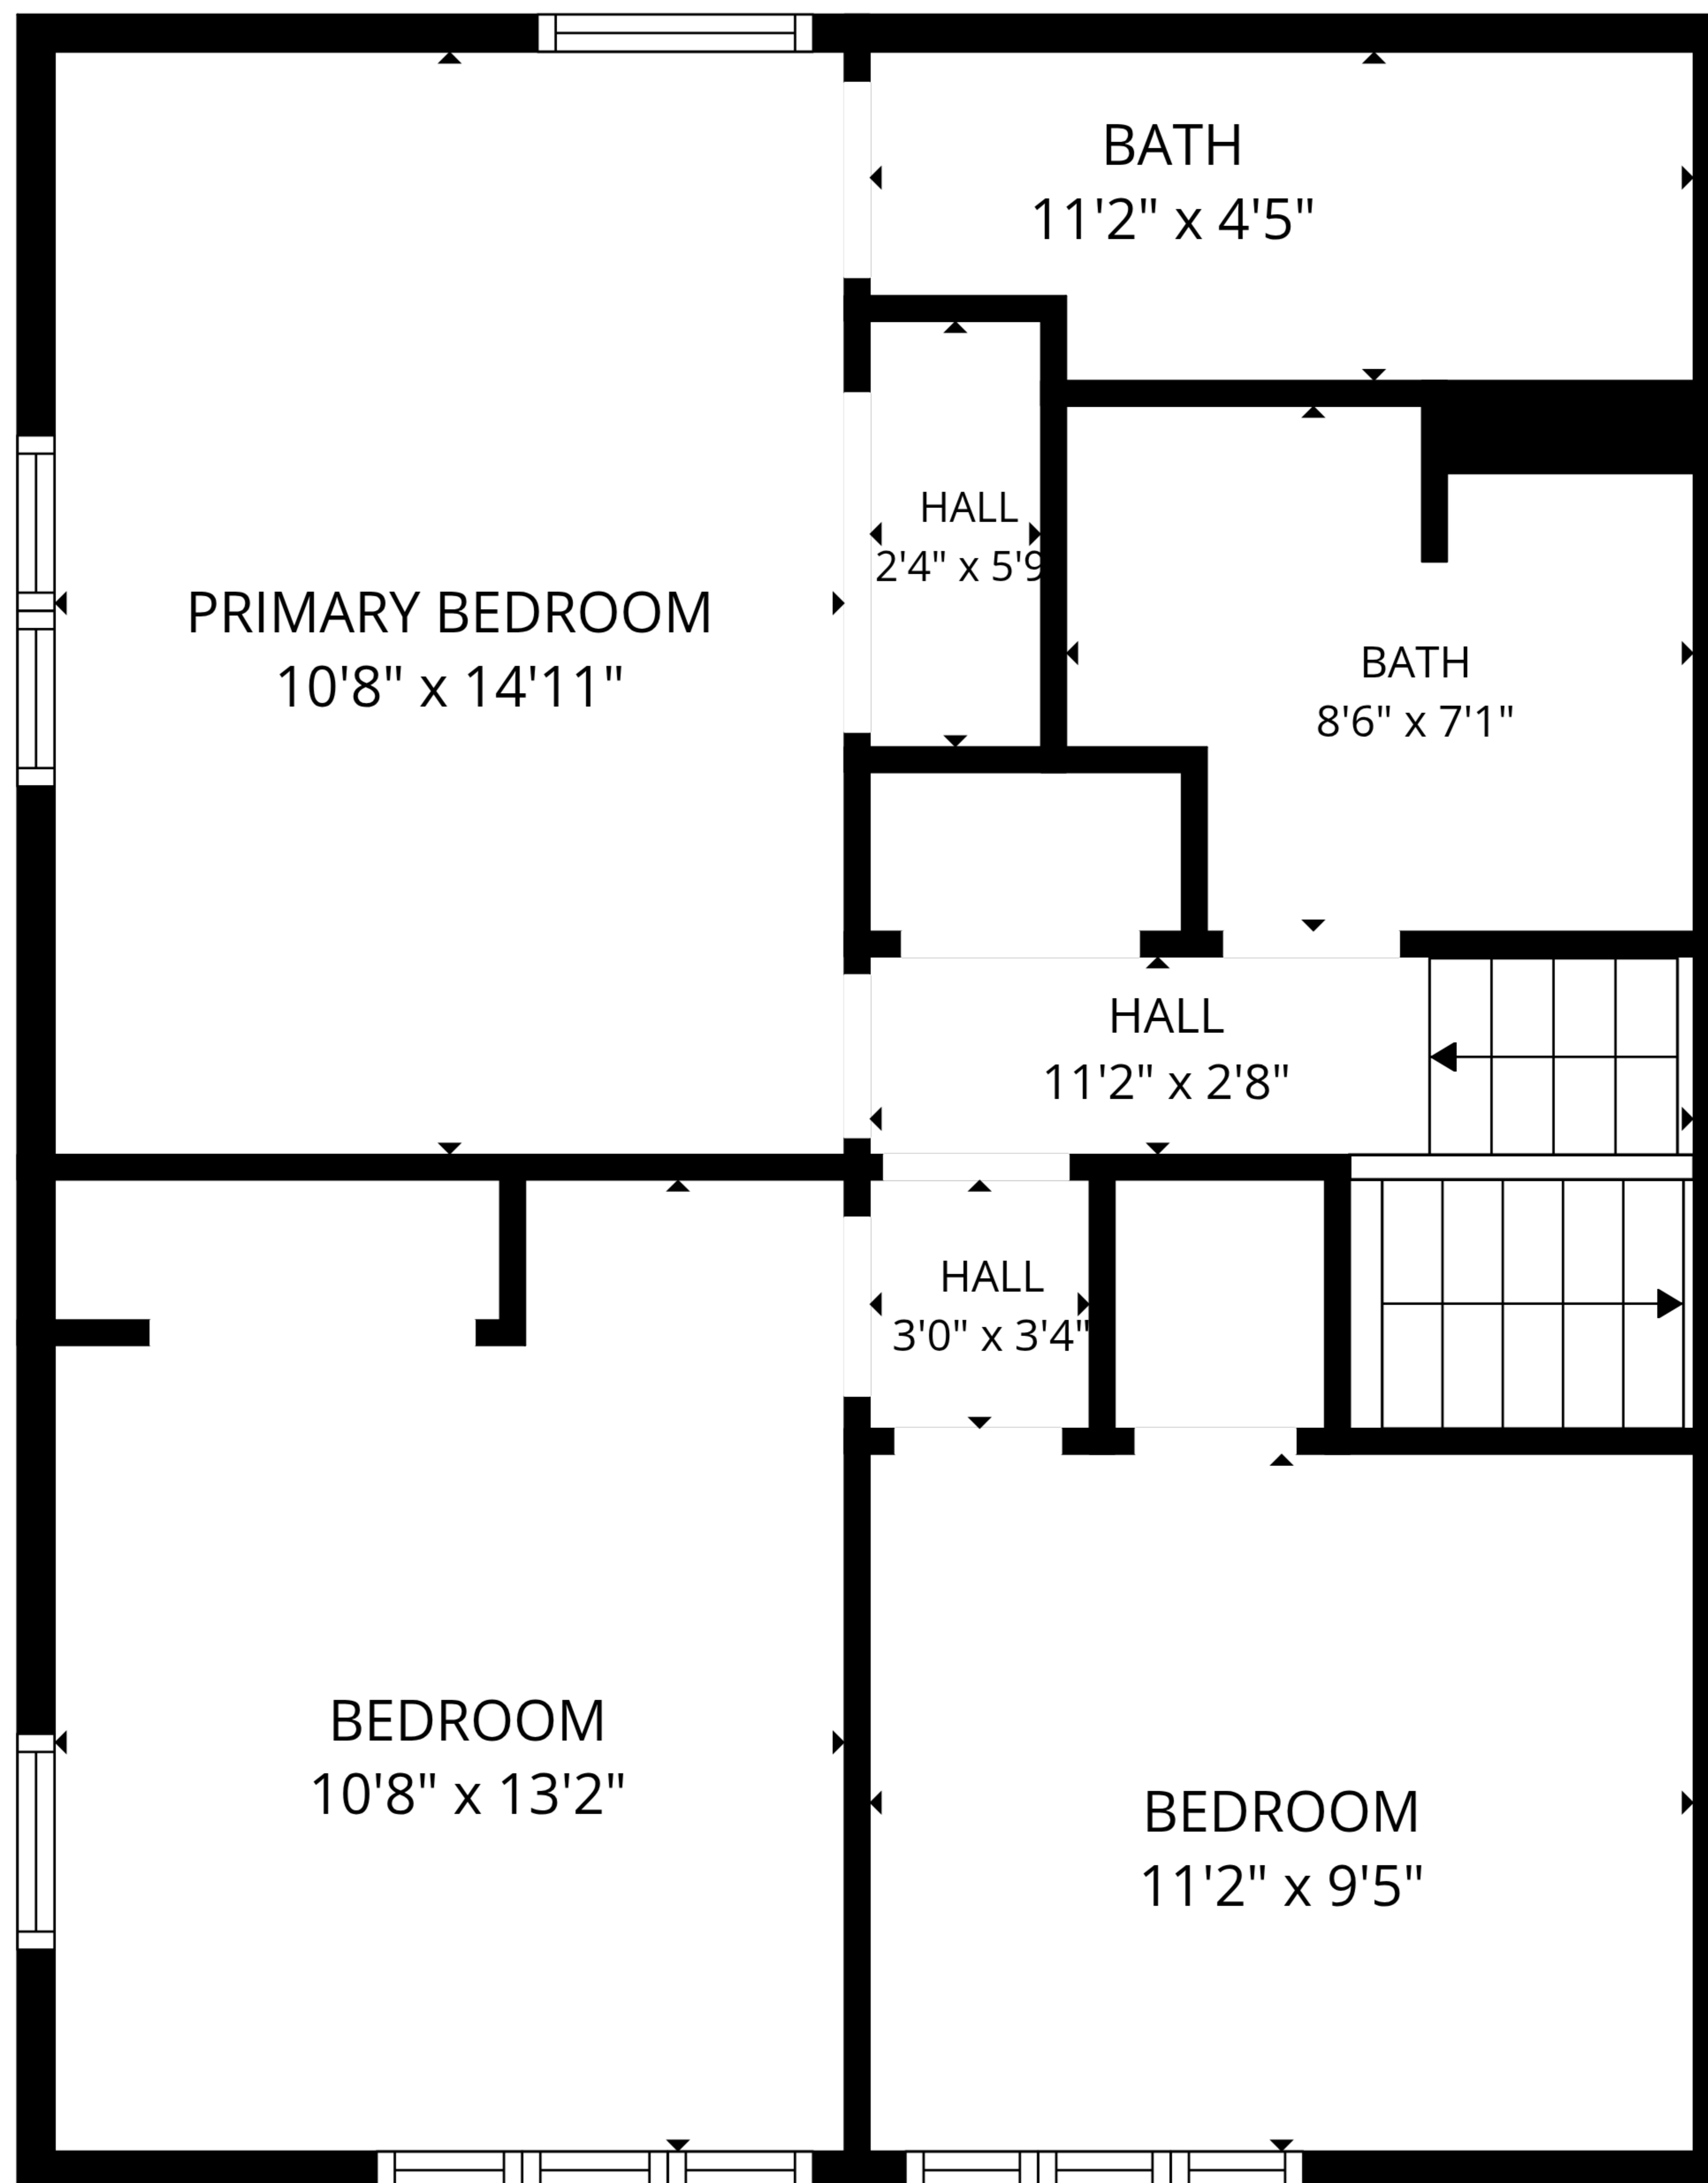 BATH
11'2" x 4'5"
HALL
2'4" x 5'9
PRIMARY BEDROOM
10'8" x 14'11"
BATH
8'6" x 7'1"
HALL
11'2" x 2'8"
HALL
3'0" x 3'4"
BEDROOM
10'8" x 13'2"
BEDROOM
11'2" x 9'5"